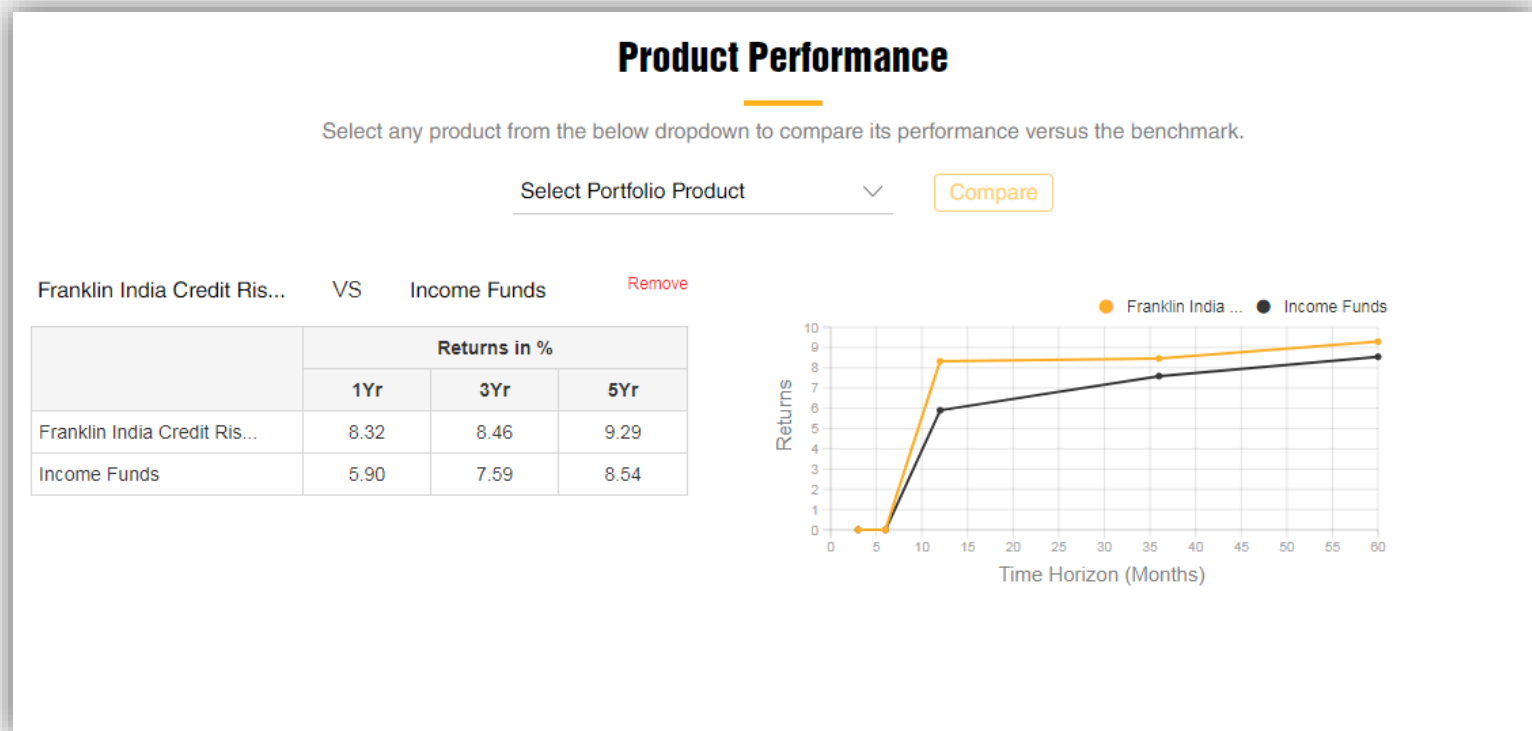 Product Performance
Select any product from the below dropdown to compare its performance versus the benchmark.
Select Portfolio Product
Compare
Franklin India Credit Ris... VS Income Funds Remove
Returns in %
1Yr 3Yr 5Yr
Franklin India Credit Ris... 8.32 8.46 9.29
Income Funds 5.90 7.59 8.54
Franklin India ... Income Funds
10
9
8
7
6
5
4
3
2
1
0
Returns
0 5 10 15 20 25 30 35 40 45 50 55 60
Time Horizon (Months)